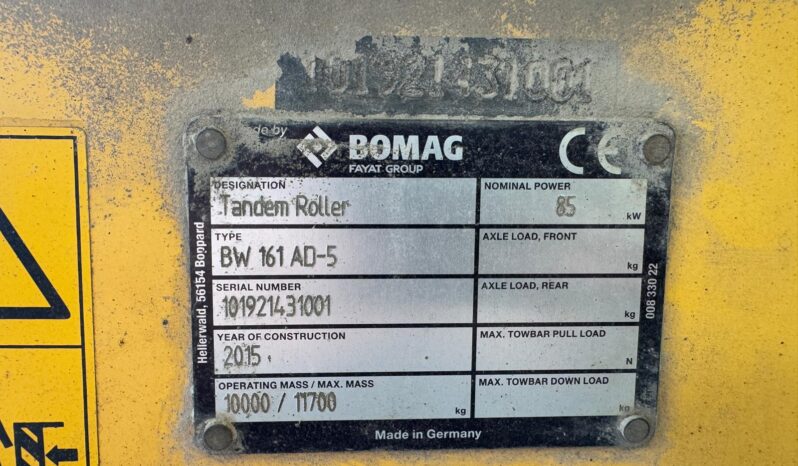 101921431001
de by BOMAG
FAYAT GROUP
CE
DESIGNATION
Tandem Roller
NOMINAL POWER
85 kW
TYPE
BW 161 AD-5
AXLE LOAD, FRONT
kg
SERIAL NUMBER
101921431001
AXLE LOAD, REAR
kg
YEAR OF CONSTRUCTION
2015
MAX. TOWBAR PULL LOAD
N
OPERATING MASS / MAX. MASS
10000 / 11700 kg
MAX. TOWBAR DOWN LOAD
kg
Made in Germany
Hellerwald, 56154 Boppard
008 330 22